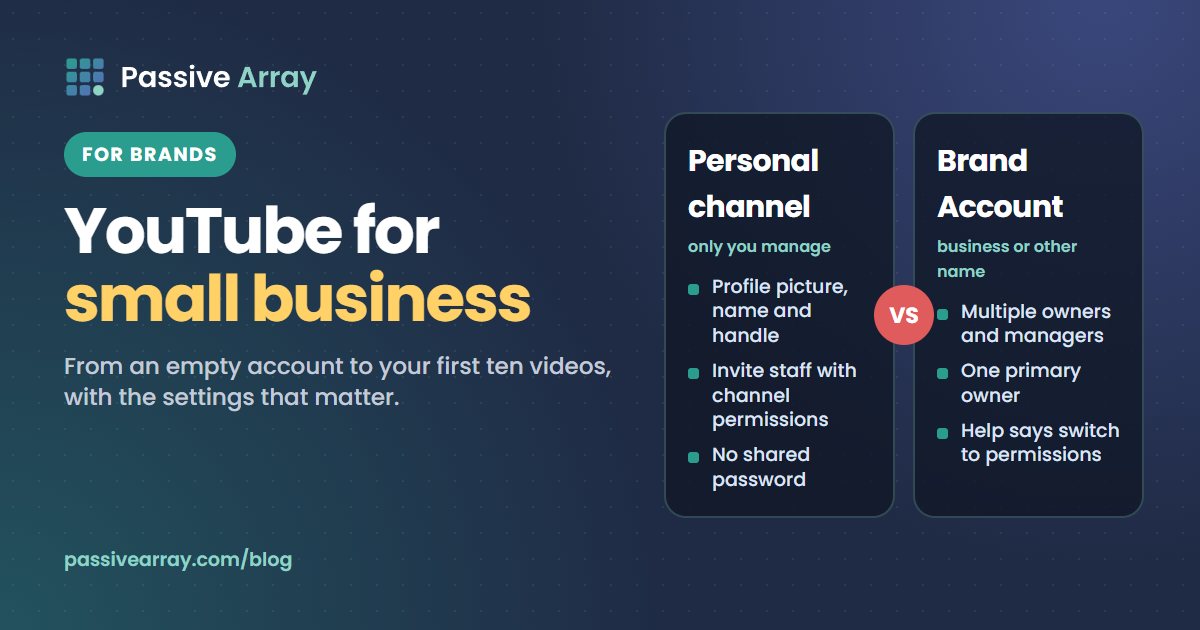 Passive Array
FOR BRANDS
YouTube for
small business
From an empty account to your first ten videos,
with the settings that matter.
passivearray.com/blog
Personal
channel
only you manage
Profile picture,
name and
handle
Invite staff with
channel
permissions
No shared
password
VS
Brand
Account
business or other
name
Multiple owners
and managers
One primary
owner
Help says switch
to permissions